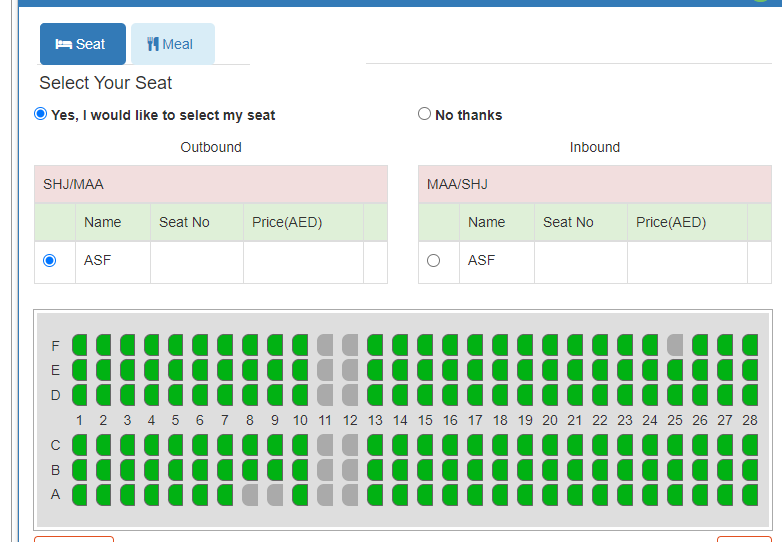 Seat Meal
Select Your Seat
Yes, I would like to select my seat No thanks
Outbound Inbound
SHJ/MAA MAA/SHJ
Name Seat No Price(AED) Name Seat No Price(AED)
ASF ASF
F
E
D
1 2 3 4 5 6 7 8 9 10 11 12 13 14 15 16 17 18 19 20 21 22 23 24 25 26 27 28
C
B
A